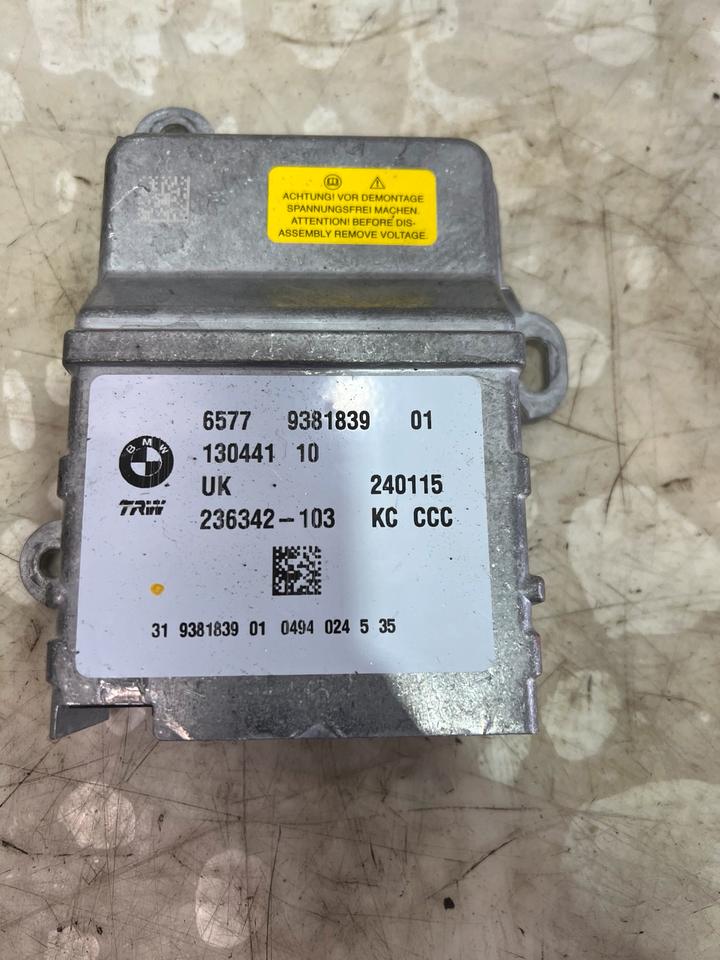 ACHTUNG! VOR DEMONTAGE
SPANNUNGSFREI MACHEN.
ATTENTION! BEFORE DIS-
ASSEMBLY REMOVE VOLTAGE.
6577 9381839 01
BMW
130441 10
UK 240115
TRW
236342-103 KC CCC
31 9381839 01 0494 024 5 35